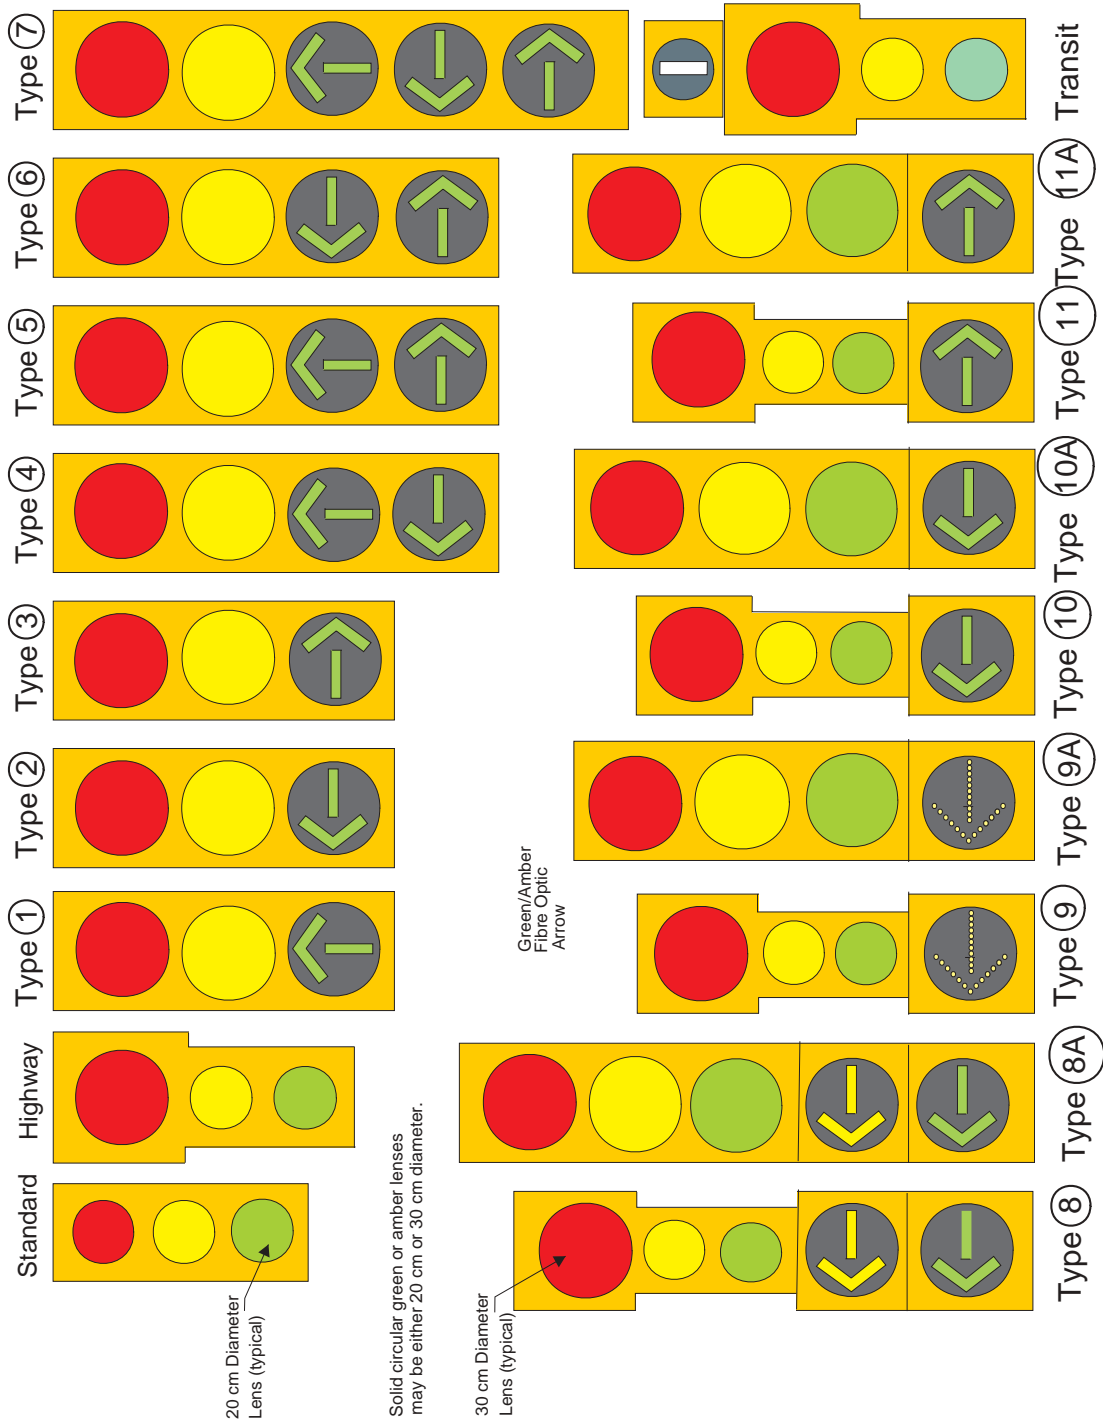 Standard
Highway
Type 1
Type 2
Type 3
Type 4
Type 5
Type 6
Type 7
20 cm Diameter
Lens (typical)
Solid circular green or amber lenses
may be either 20 cm or 30 cm diameter.
30 cm Diameter
Lens (typical)
Green/Amber
Fibre Optic
Arrow
Type 8
Type 8A
Type 9
Type 9A
Type 10
Type 10A
Type 11
Type 11A
Transit